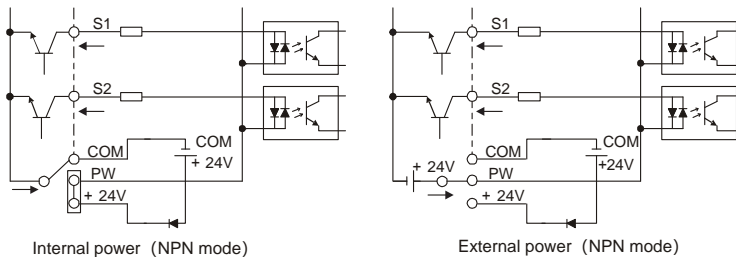 S1
S2
COM
COM
+ 24V
PW
+ 24V
Internal power (NPN mode)
S1
S2
COM
COM
+24V
+ 24V
PW
+ 24V
External power (NPN mode)